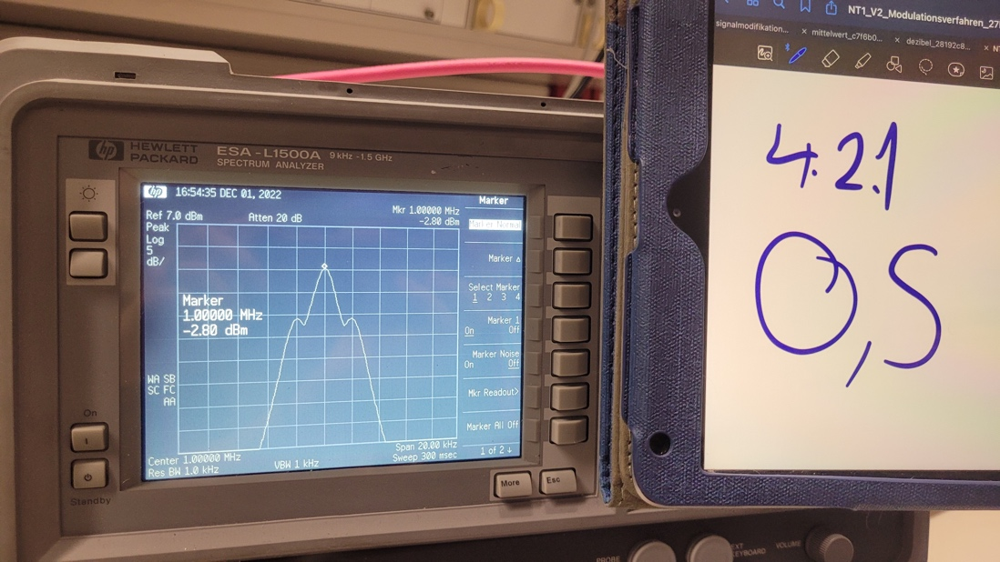 hp HEWLETT PACKARD
ESA-L1500A 9 kHz-1.5 GHz
SPECTRUM ANALYZER
hp 16:54:35 DEC 01, 2022
Ref 7.0 dBm
Atten 20 dB
Mkr 1.00000 MHz
-2.80 dBm
Peak
Log
5
dB/
Marker
1.00000 MHz
-2.80 dBm
WA SB
SC FC
AA
Center 1.00000 MHz
Span 20.00 kHz
Res BW 1.0 kHz
VBW 1 kHz
Sweep 300 msec
Marker
Marker Normal
Marker Δ
Select Marker
1 2 3 4
Marker 1
On Off
Marker Noise
On Off
Mkr Readout>
Marker All Off
1 of 2 ↓
On
Standby
More
Esc
PROBE
KEYBOARD
VOLUME
NT1_V2_Modulationsverfahren_27
signalmodifikation...
× mittelwert_c7f6b0...
× dezibel_28192c8...
4.2.1
0,5